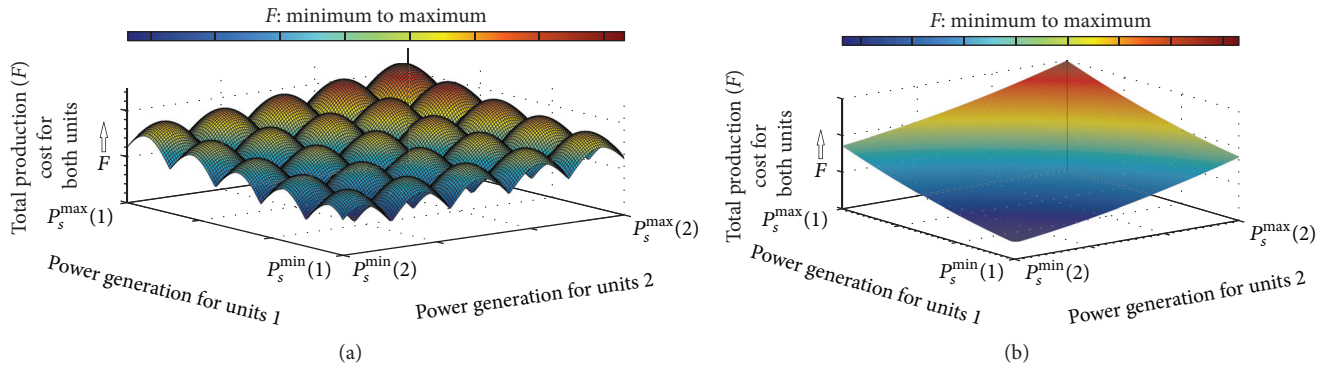 F: minimum to maximum
Total production (F)
cost for
both units
F
P_s^max(1)
P_s^min(1)
P_s^min(2)
P_s^max(2)
Power generation for units 1
Power generation for units 2
(a)
F: minimum to maximum
Total production (F)
cost for
both units
F
P_s^max(1)
P_s^min(1)
P_s^min(2)
P_s^max(2)
Power generation for units 1
Power generation for units 2
(b)